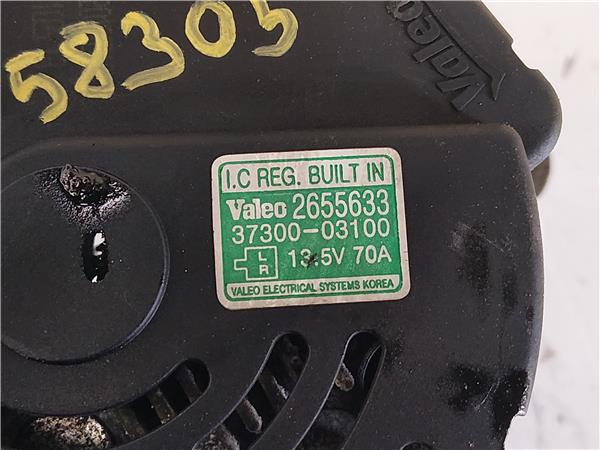 58305
Valeo
I.C REG. BUILT IN
Valeo 2655633
37300-03100
L
R
13.5V 70A
VALEO ELECTRICAL SYSTEMS KOREA